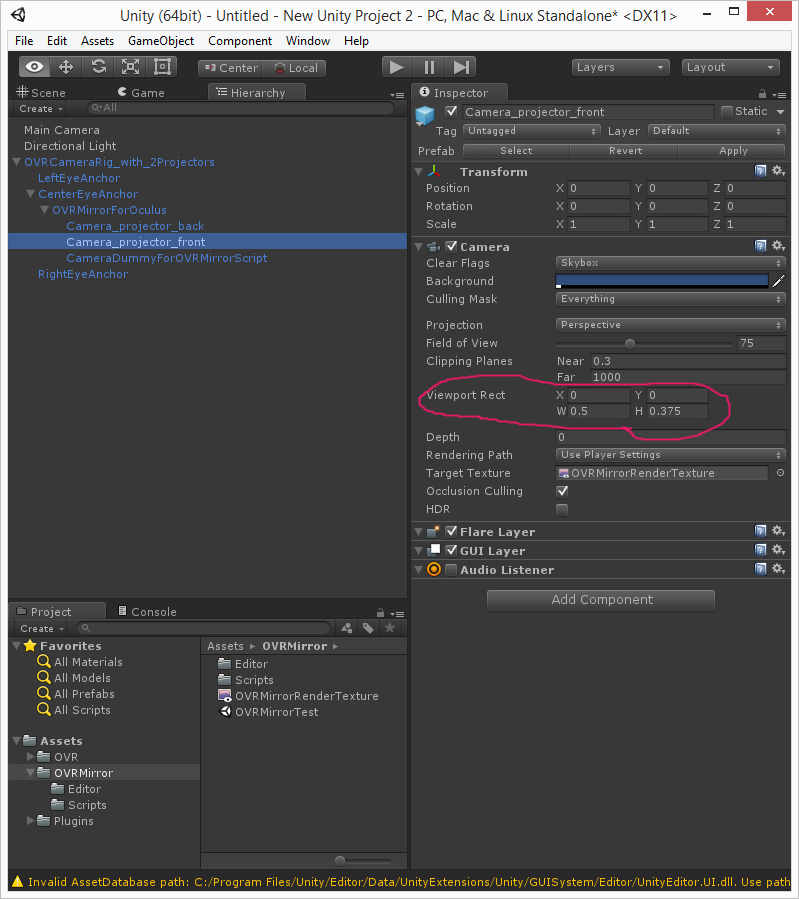 Unity (64bit) - Untitled - New Unity Project 2 - PC, Mac & Linux Standalone* <DX11>
File Edit Assets GameObject Component Window Help
Center Local Layers Layout
Scene Game Hierarchy
Create All
Main Camera
Directional Light
OVRCameraRig_with_2Projectors
LeftEyeAnchor
CenterEyeAnchor
OVRMirrorForOculus
Camera_projector_back
Camera_projector_front
CameraDummyForOVRMirrorScript
RightEyeAnchor
Inspector
Camera_projector_front Static
Tag Untagged Layer Default
Prefab Select Revert Apply
Transform
Position X 0 Y 0 Z 0
Rotation X 0 Y 0 Z 0
Scale X 1 Y 1 Z 1
Camera
Clear Flags Skybox
Background
Culling Mask Everything
Projection Perspective
Field of View 75
Clipping Planes Near 0.3
Far 1000
Viewport Rect X 0 Y 0
W 0.5 H 0.375
Depth 0
Rendering Path Use Player Settings
Target Texture OVRMirrorRenderTexture
Occlusion Culling
HDR
Flare Layer
GUI Layer
Audio Listener
Add Component
Project Console
Create
Favorites
All Materials
All Models
All Prefabs
All Scripts
Assets
OVR
OVRMirror
Editor
Scripts
Plugins
Assets OVRMirror
Editor
Scripts
OVRMirrorRenderTexture
OVRMirrorTest
Invalid AssetDatabase path: C:/Program Files/Unity/Editor/Data/UnityExtensions/Unity/GUISystem/Editor/UnityEditor.UI.dll. Use path